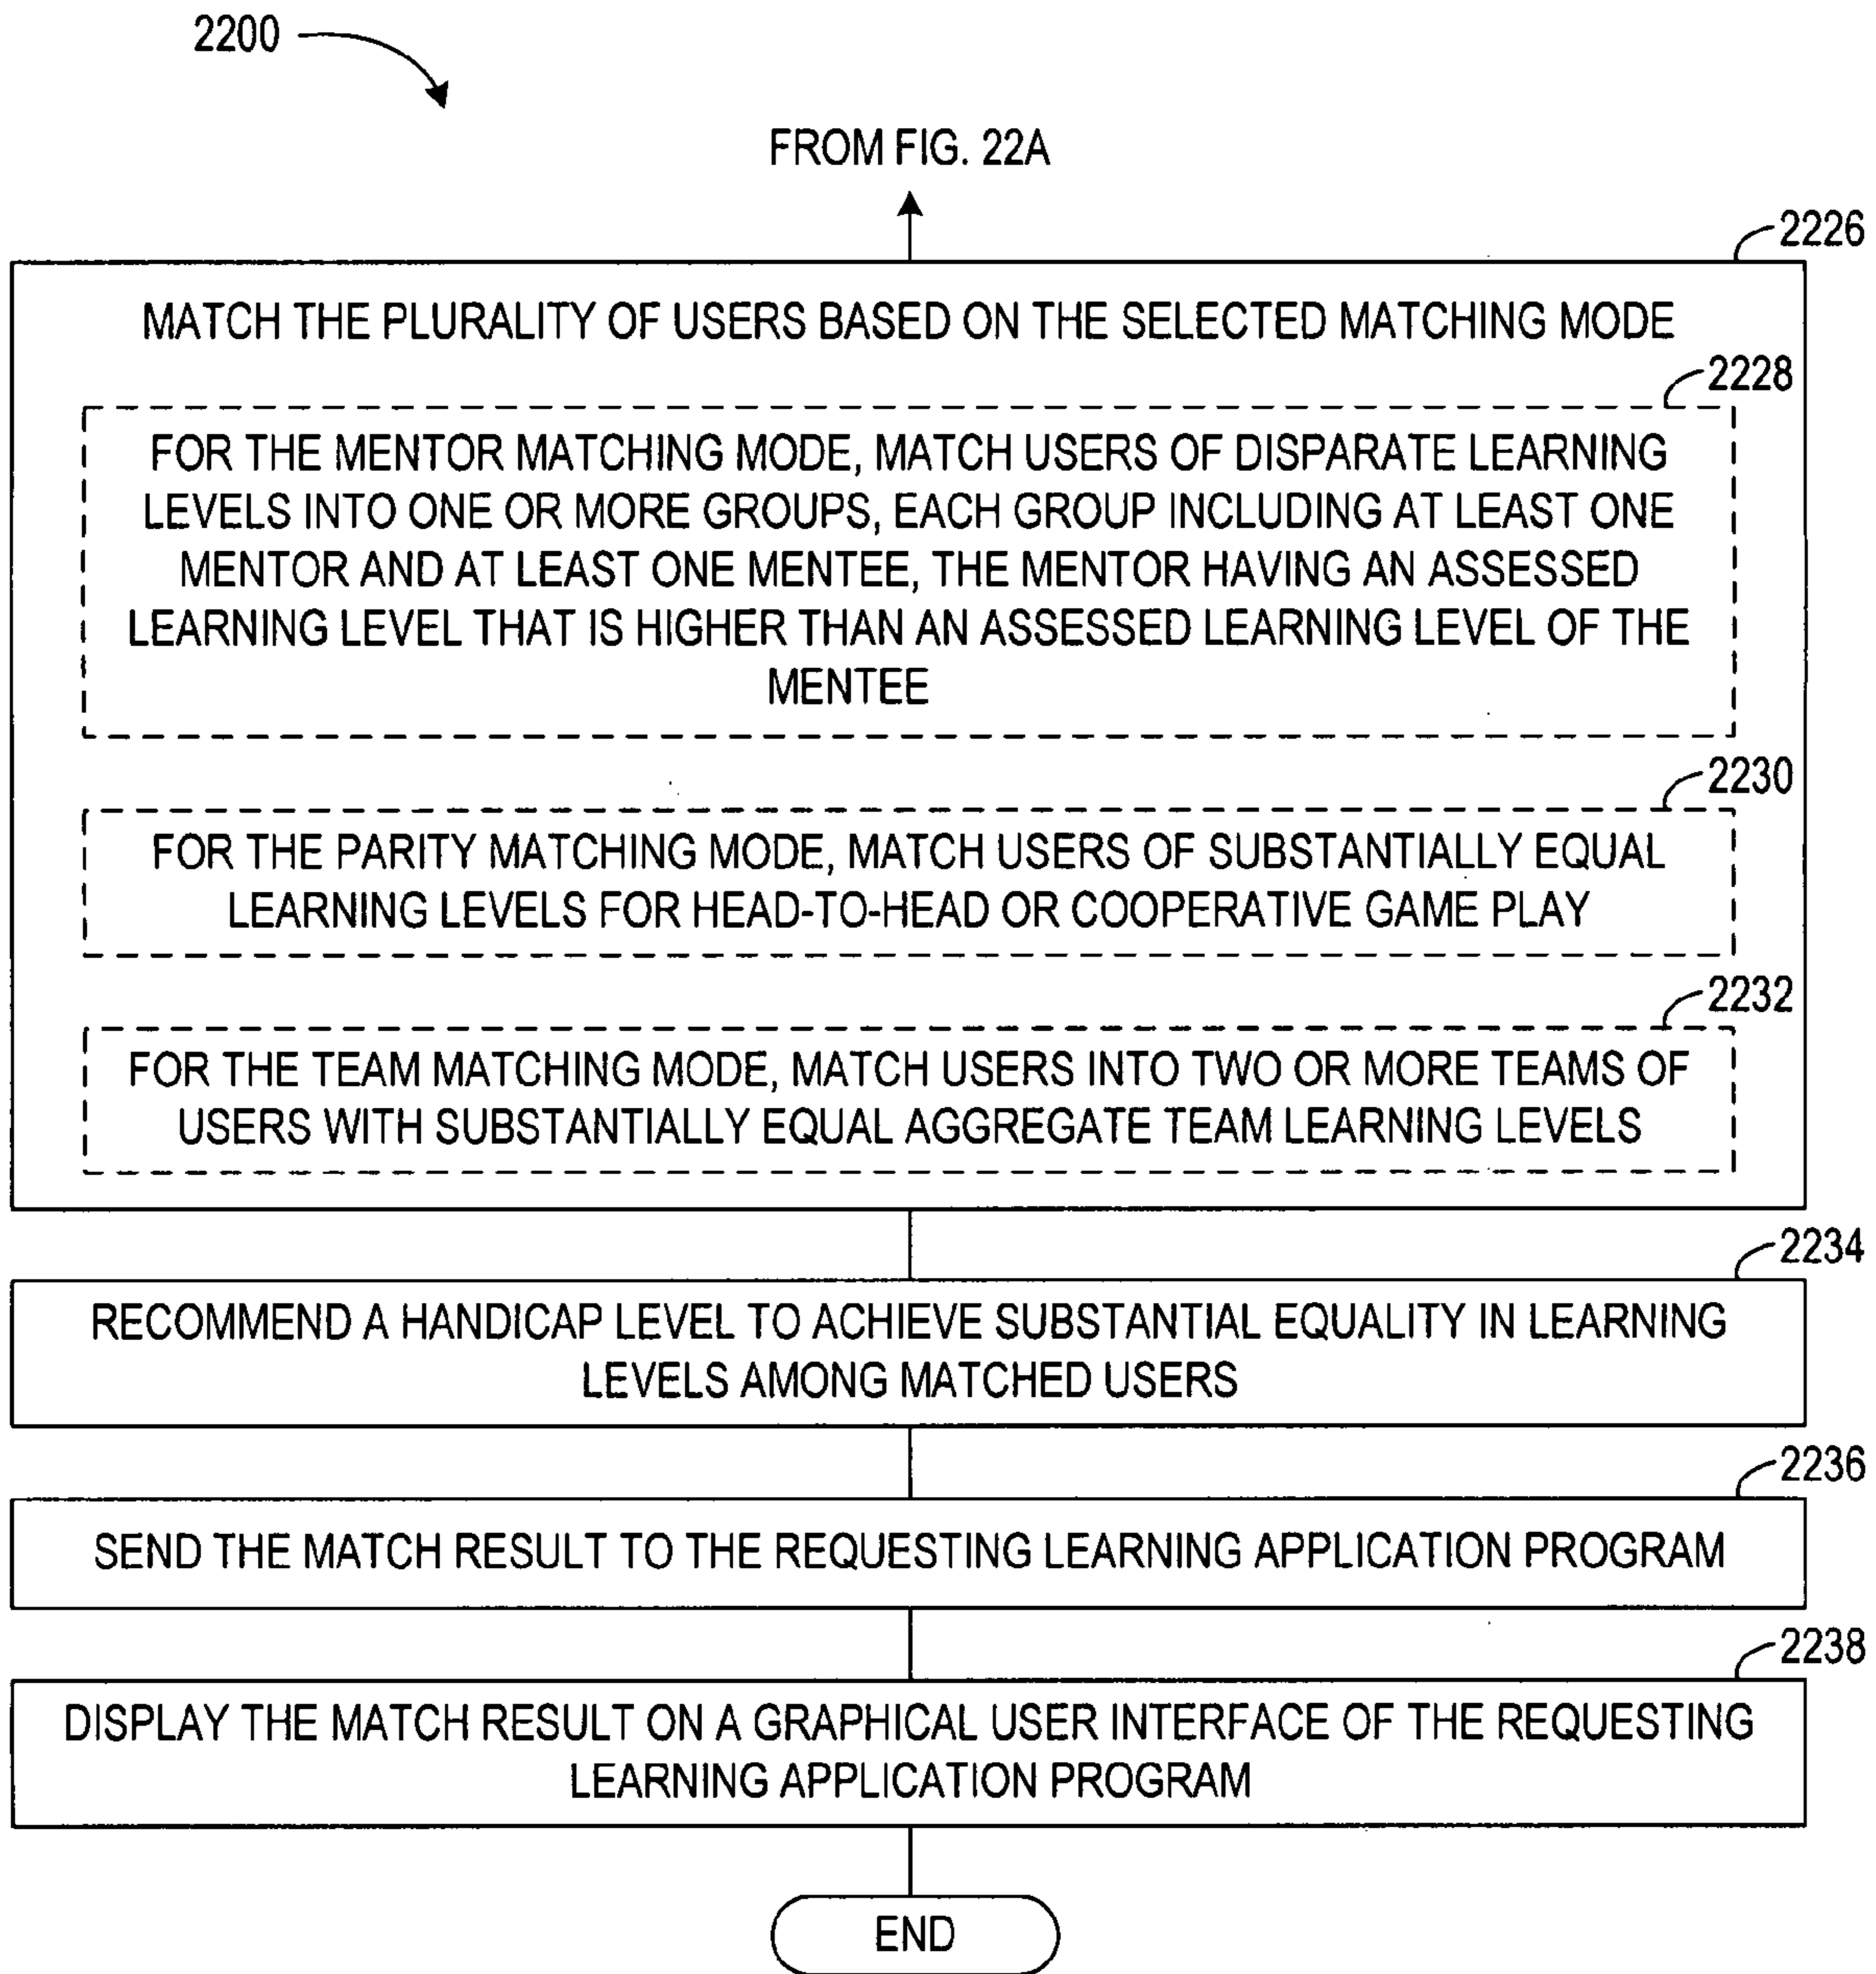 2200
FROM FIG. 22A
2226
MATCH THE PLURALITY OF USERS BASED ON THE SELECTED MATCHING MODE
2228
FOR THE MENTOR MATCHING MODE, MATCH USERS OF DISPARATE LEARNING
LEVELS INTO ONE OR MORE GROUPS, EACH GROUP INCLUDING AT LEAST ONE
MENTOR AND AT LEAST ONE MENTEE, THE MENTOR HAVING AN ASSESSED
LEARNING LEVEL THAT IS HIGHER THAN AN ASSESSED LEARNING LEVEL OF THE
MENTEE
2230
FOR THE PARITY MATCHING MODE, MATCH USERS OF SUBSTANTIALLY EQUAL
LEARNING LEVELS FOR HEAD-TO-HEAD OR COOPERATIVE GAME PLAY
2232
FOR THE TEAM MATCHING MODE, MATCH USERS INTO TWO OR MORE TEAMS OF
USERS WITH SUBSTANTIALLY EQUAL AGGREGATE TEAM LEARNING LEVELS
2234
RECOMMEND A HANDICAP LEVEL TO ACHIEVE SUBSTANTIAL EQUALITY IN LEARNING
LEVELS AMONG MATCHED USERS
2236
SEND THE MATCH RESULT TO THE REQUESTING LEARNING APPLICATION PROGRAM
2238
DISPLAY THE MATCH RESULT ON A GRAPHICAL USER INTERFACE OF THE REQUESTING
LEARNING APPLICATION PROGRAM
END